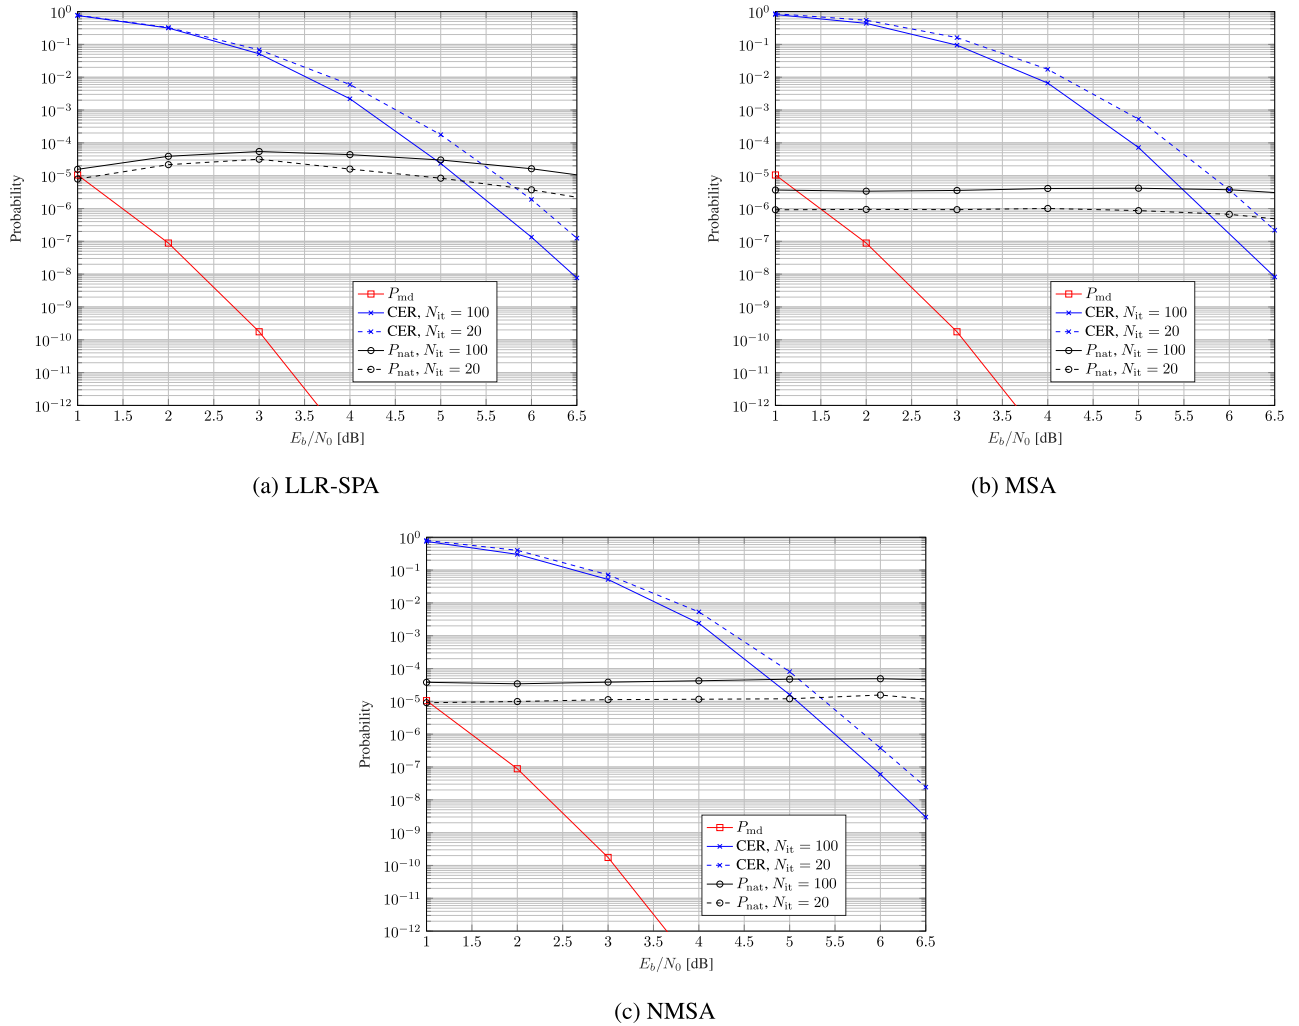 10^0
10^−1
10^−2
10^−3
10^−4
10^−5
10^−6
10^−7
10^−8
10^−9
10^−10
10^−11
10^−12
Probability
P_md
CER, N_it = 100
CER, N_it = 20
P_nat, N_it = 100
P_nat, N_it = 20
1 1.5 2 2.5 3 3.5 4 4.5 5 5.5 6 6.5
E_b/N_0 [dB]
(a) LLR-SPA
10^0
10^−1
10^−2
10^−3
10^−4
10^−5
10^−6
10^−7
10^−8
10^−9
10^−10
10^−11
10^−12
Probability
P_md
CER, N_it = 100
CER, N_it = 20
P_nat, N_it = 100
P_nat, N_it = 20
1 1.5 2 2.5 3 3.5 4 4.5 5 5.5 6 6.5
E_b/N_0 [dB]
(b) MSA
10^0
10^−1
10^−2
10^−3
10^−4
10^−5
10^−6
10^−7
10^−8
10^−9
10^−10
10^−11
10^−12
Probability
P_md
CER, N_it = 100
CER, N_it = 20
P_nat, N_it = 100
P_nat, N_it = 20
1 1.5 2 2.5 3 3.5 4 4.5 5 5.5 6 6.5
E_b/N_0 [dB]
(c) NMSA